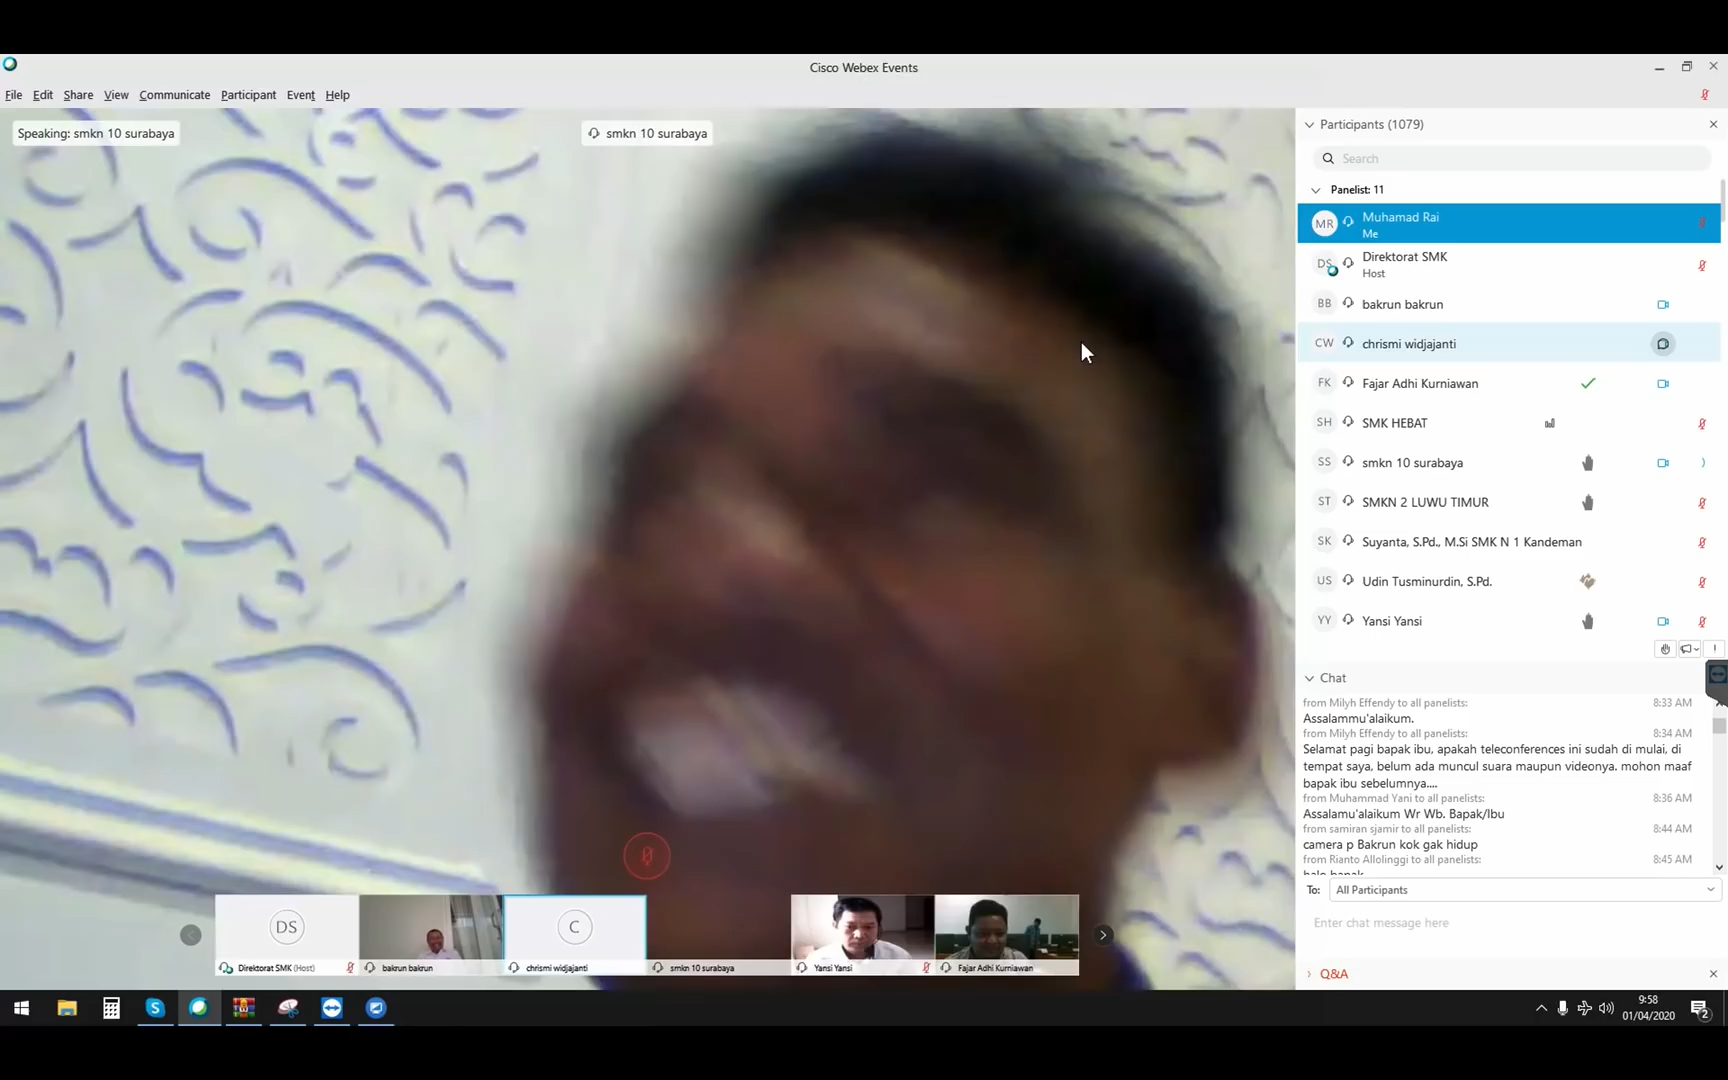 Cisco Webex Events
File Edit Share View Communicate Participant Event Help
Speaking: smkn 10 surabaya
smkn 10 surabaya
Participants (1079)
Search
Panelist: 11
MR Muhamad Rai
Me
DS Direktorat SMK
Host
BB bakrun bakrun
CW chrismi widjajanti
FK Fajar Adhi Kurniawan
SH SMK HEBAT
SS smkn 10 surabaya
ST SMKN 2 LUWU TIMUR
SK Suyanta, S.Pd., M.Si SMK N 1 Kandeman
US Udin Tusminurdin, S.Pd.
YY Yansi Yansi
Chat
from Milyh Effendy to all panelists: 8:33 AM
Assalammu'alaikum.
from Milyh Effendy to all panelists: 8:34 AM
Selamat pagi bapak ibu, apakah teleconferences ini sudah di mulai, di
tempat saya, belum ada muncul suara maupun videonya. mohon maaf
bapak ibu sebelumnya....
from Muhammad Yani to all panelists: 8:36 AM
Assalamu'alaikum Wr Wb. Bapak/Ibu
from samiran sjamir to all panelists: 8:44 AM
camera p Bakrun kok gak hidup
from Rianto Allolinggi to all panelists: 8:45 AM
To: All Participants
Enter chat message here
Q&A
DS
C
Direktorat SMK (Host)
bakrun bakrun
chrismi widjajanti
smkn 10 surabaya
Yansi Yansi
Fajar Adhi Kurniawan
9:58
01/04/2020
2